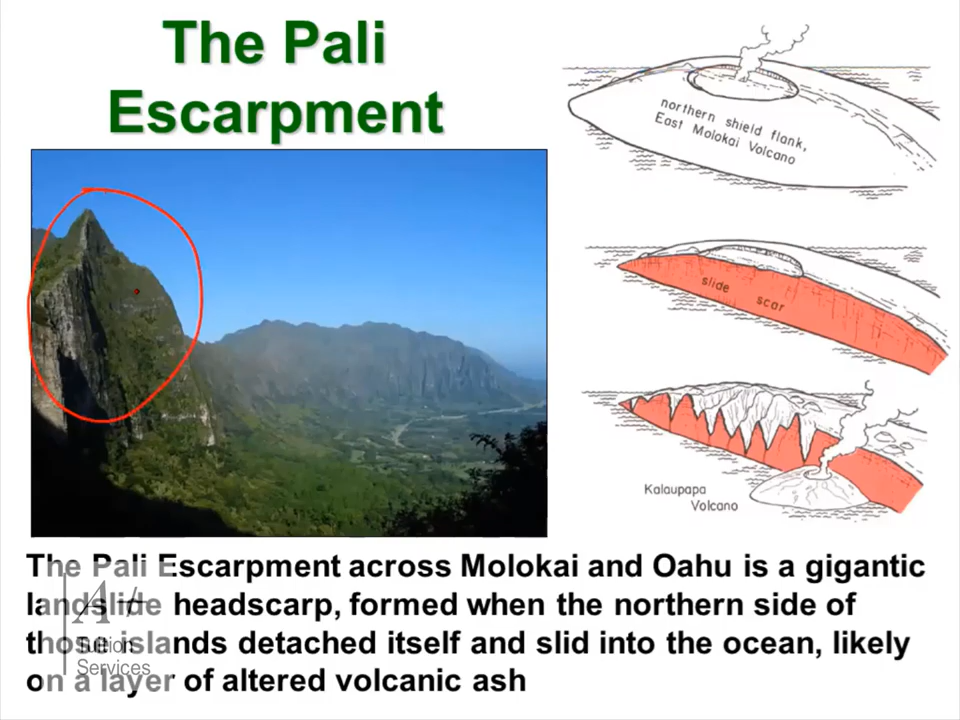 The Pali
Escarpment
northern shield flank,
East Molokai Volcano
slide scar
Kalaupapa
Volcano
The Pali Escarpment across Molokai and Oahu is a gigantic
landslide headscarp, formed when the northern side of
those islands detached itself and slid into the ocean, likely
on a layer of altered volcanic ash
A+
Tuition
Services